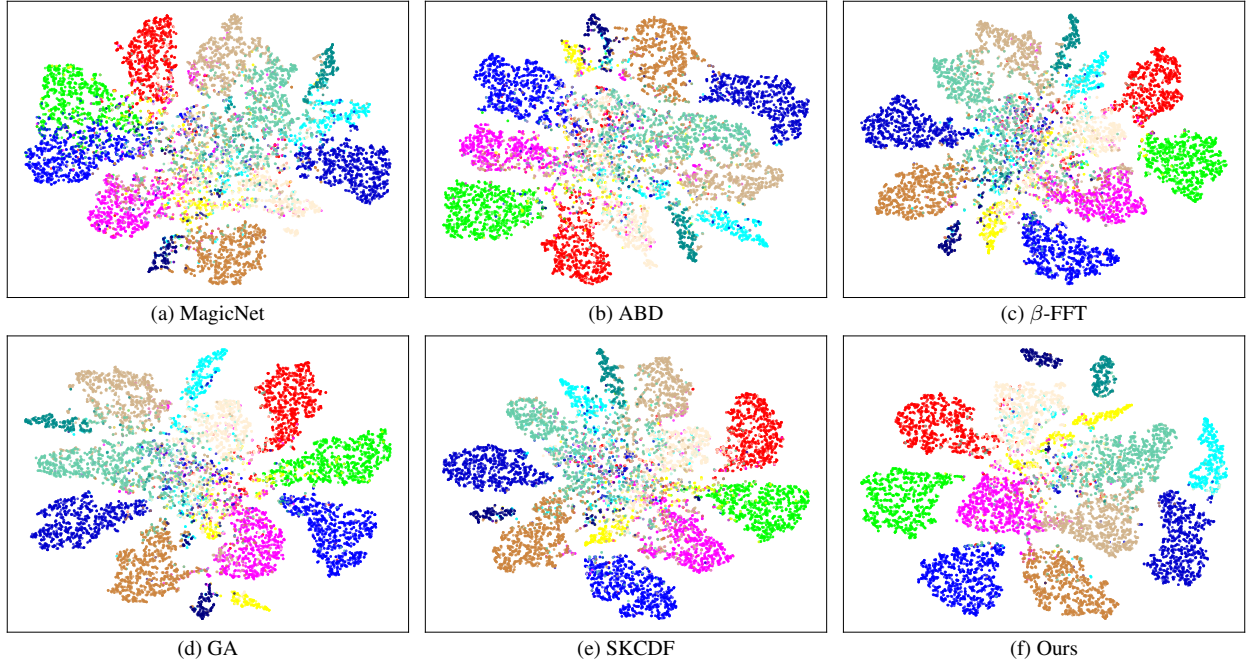 (a) MagicNet
(b) ABD
(c) β-FFT
(d) GA
(e) SKCDF
(f) Ours